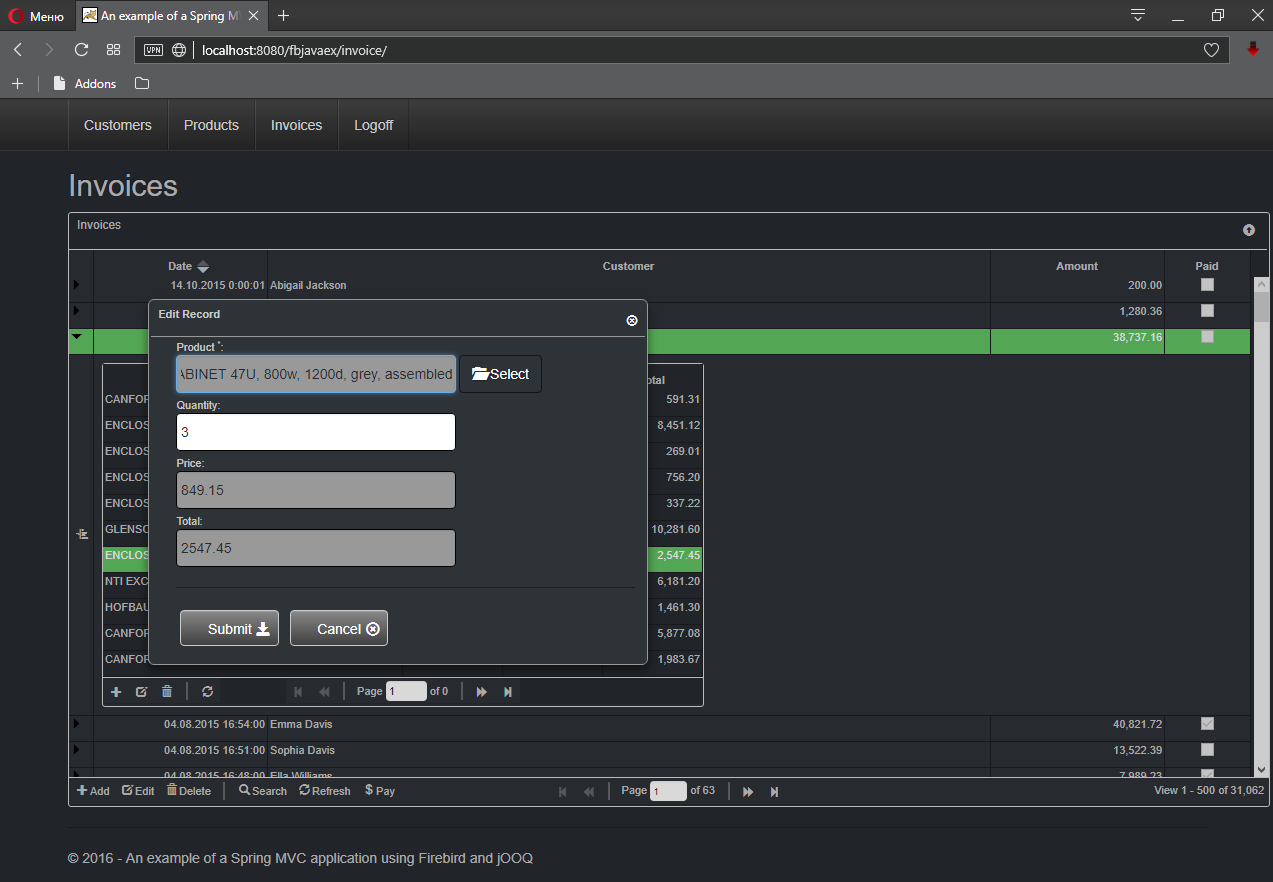 Меню
An example of a Spring M
VPN
localhost:8080/fbjavaex/invoice/
Addons
Customers Products Invoices Logoff
Invoices
Invoices
Date Customer Amount Paid
14.10.2015 0:00:01 Abigail Jackson 200.00
1,280.36
38,737.16
Edit Record
Product *:
ABINET 47U, 800w, 1200d, grey, assembled Select
Quantity:
3
Price:
849.15
Total:
2547.45
Submit Cancel
otal
CANFOR 591.31
ENCLOS 8,451.12
ENCLOS 269.01
ENCLOS 756.20
ENCLOS 337.22
GLENSO 10,281.60
ENCLOS 2,547.45
NTI EXC 6,181.20
HOFBAU 1,461.30
CANFOR 5,877.08
CANFOR 1,983.67
Page 1 of 0
04.08.2015 16:54:00 Emma Davis 40,821.72
04.08.2015 16:51:00 Sophia Davis 13,522.39
04.08.2015 16:48:00 Ella Williams 7,989.23
Add Edit Delete Search Refresh $ Pay Page 1 of 63 View 1 - 500 of 31,062
© 2016 - An example of a Spring MVC application using Firebird and jOOQ